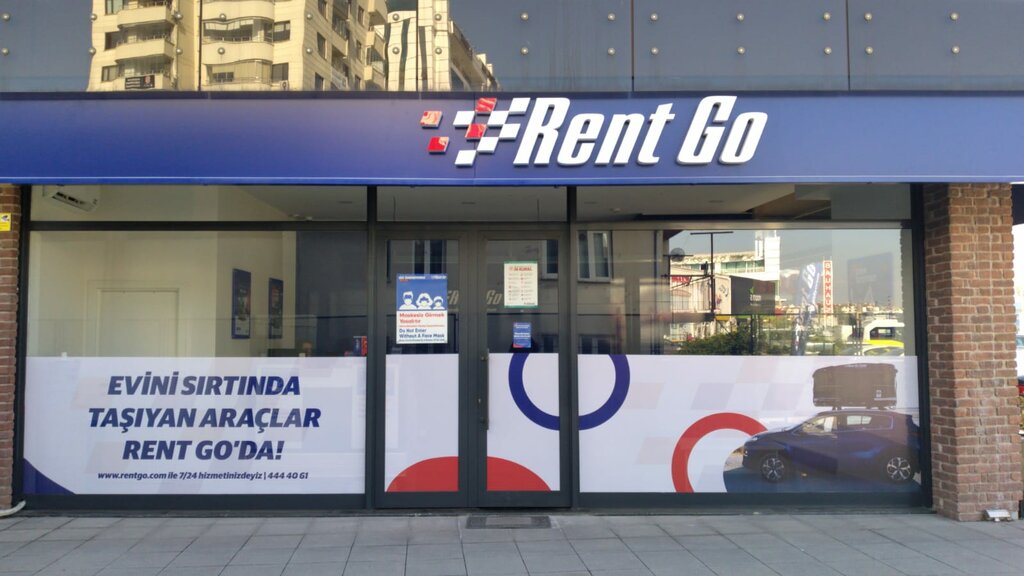 Rent Go
Maskesiz Girmek
Yasaktır
Do Not Enter
Without A Face Mask
EVİNİ SIRTINDA
TAŞIYAN ARAÇLAR
RENT GO'DA!
www.rentgo.com ile 7/24 hizmetinizdeyiz | 444 40 61